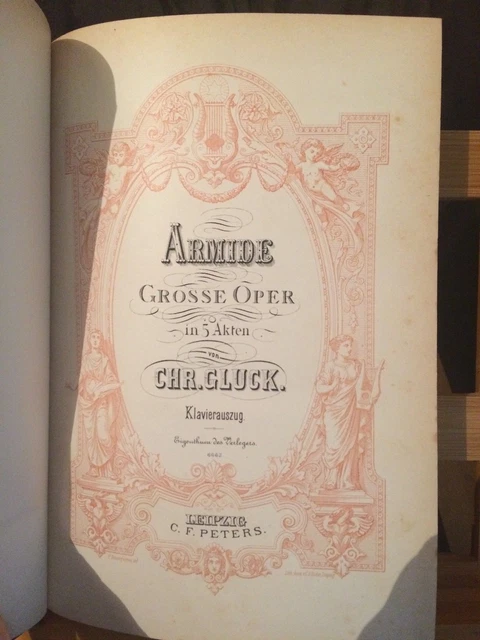 ARMIDE
GROSSE OPER
in 5 Akten
von
CHR. GLUCK.
Klavierauszug.
Eigenthum des Verlegers.
LEIPZIG
C. F. PETERS.